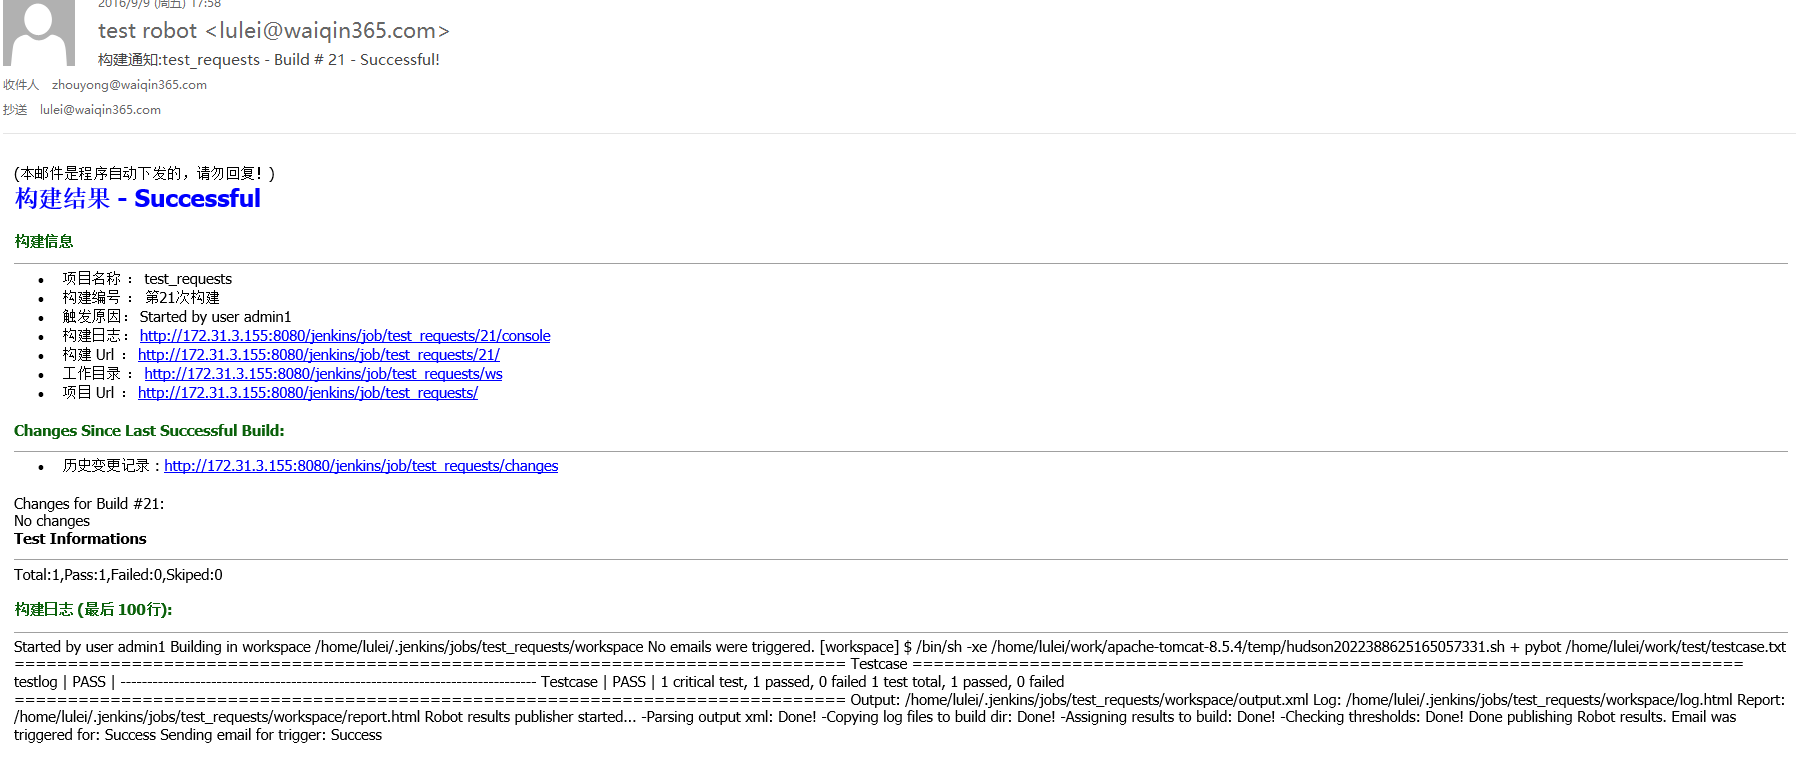 2016/9/9 (周五) 17:58
test robot <lulei@waiqin365.com>
构建通知:test_requests - Build # 21 - Successful!
收件人 zhouyong@waiqin365.com
抄送 lulei@waiqin365.com
(本邮件是程序自动下发的，请勿回复！)
构建结果 - Successful
构建信息
• 项目名称 ： test_requests
• 构建编号 ： 第21次构建
• 触发原因： Started by user admin1
• 构建日志： http://172.31.3.155:8080/jenkins/job/test_requests/21/console
• 构建 Url ： http://172.31.3.155:8080/jenkins/job/test_requests/21/
• 工作目录 ： http://172.31.3.155:8080/jenkins/job/test_requests/ws
• 项目 Url ： http://172.31.3.155:8080/jenkins/job/test_requests/
Changes Since Last Successful Build:
• 历史变更记录 : http://172.31.3.155:8080/jenkins/job/test_requests/changes
Changes for Build #21:
No changes
Test Informations
Total:1,Pass:1,Failed:0,Skiped:0
构建日志 (最后 100行):
Started by user admin1 Building in workspace /home/lulei/.jenkins/jobs/test_requests/workspace No emails were triggered. [workspace] $ /bin/sh -xe /home/lulei/work/apache-tomcat-8.5.4/temp/hudson2022388625165057331.sh + pybot /home/lulei/work/test/testcase.txt
============================================================================== Testcase ==============================================================================
testlog | PASS | ------------------------------------------------------------------------------ Testcase | PASS | 1 critical test, 1 passed, 0 failed 1 test total, 1 passed, 0 failed
============================================================================== Output: /home/lulei/.jenkins/jobs/test_requests/workspace/output.xml Log: /home/lulei/.jenkins/jobs/test_requests/workspace/log.html Report:
/home/lulei/.jenkins/jobs/test_requests/workspace/report.html Robot results publisher started... -Parsing output xml: Done! -Copying log files to build dir: Done! -Assigning results to build: Done! -Checking thresholds: Done! Done publishing Robot results. Email was
triggered for: Success Sending email for trigger: Success